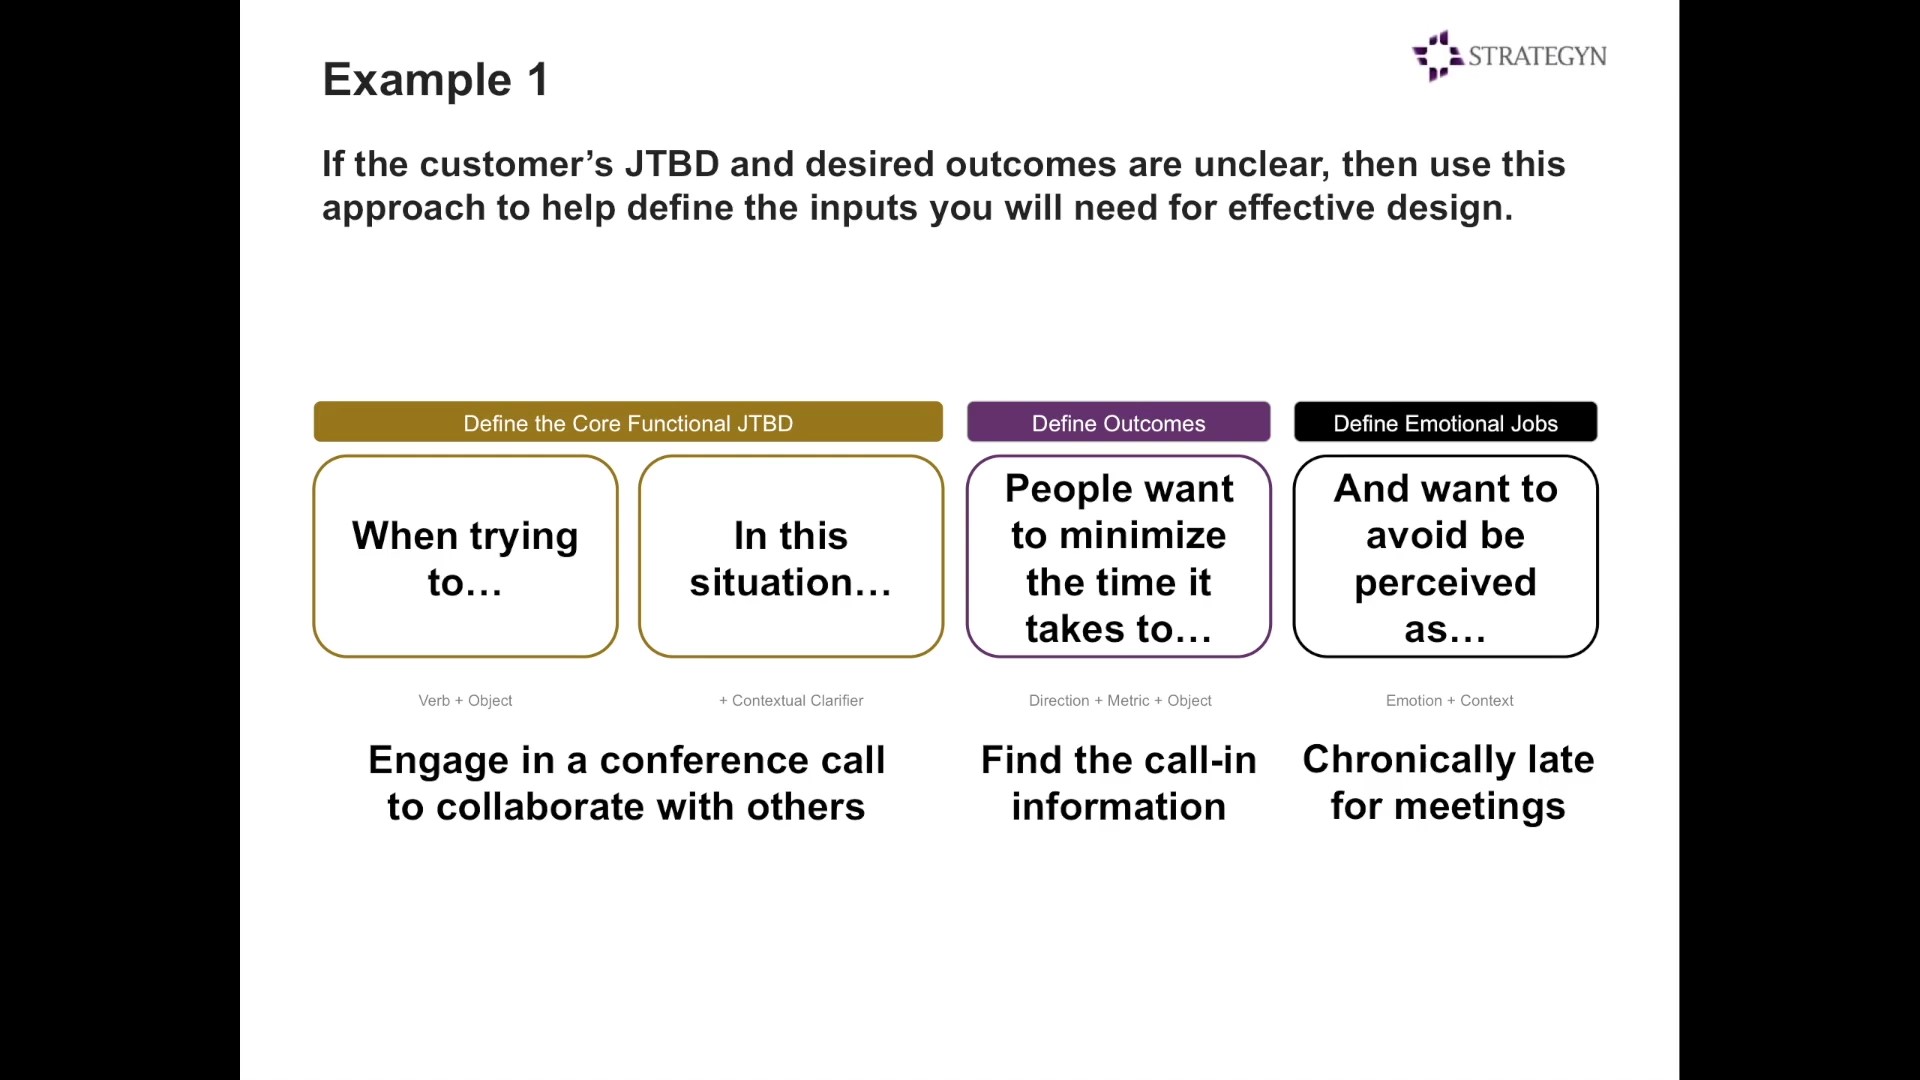 STRATEGYN
Example 1
If the customer’s JTBD and desired outcomes are unclear, then use this
approach to help define the inputs you will need for effective design.
Define the Core Functional JTBD
When trying
to…
In this
situation…
Define Outcomes
People want
to minimize
the time it
takes to…
Define Emotional Jobs
And want to
avoid be
perceived
as…
Verb + Object
+ Contextual Clarifier
Direction + Metric + Object
Emotion + Context
Engage in a conference call
to collaborate with others
Find the call-in
information
Chronically late
for meetings